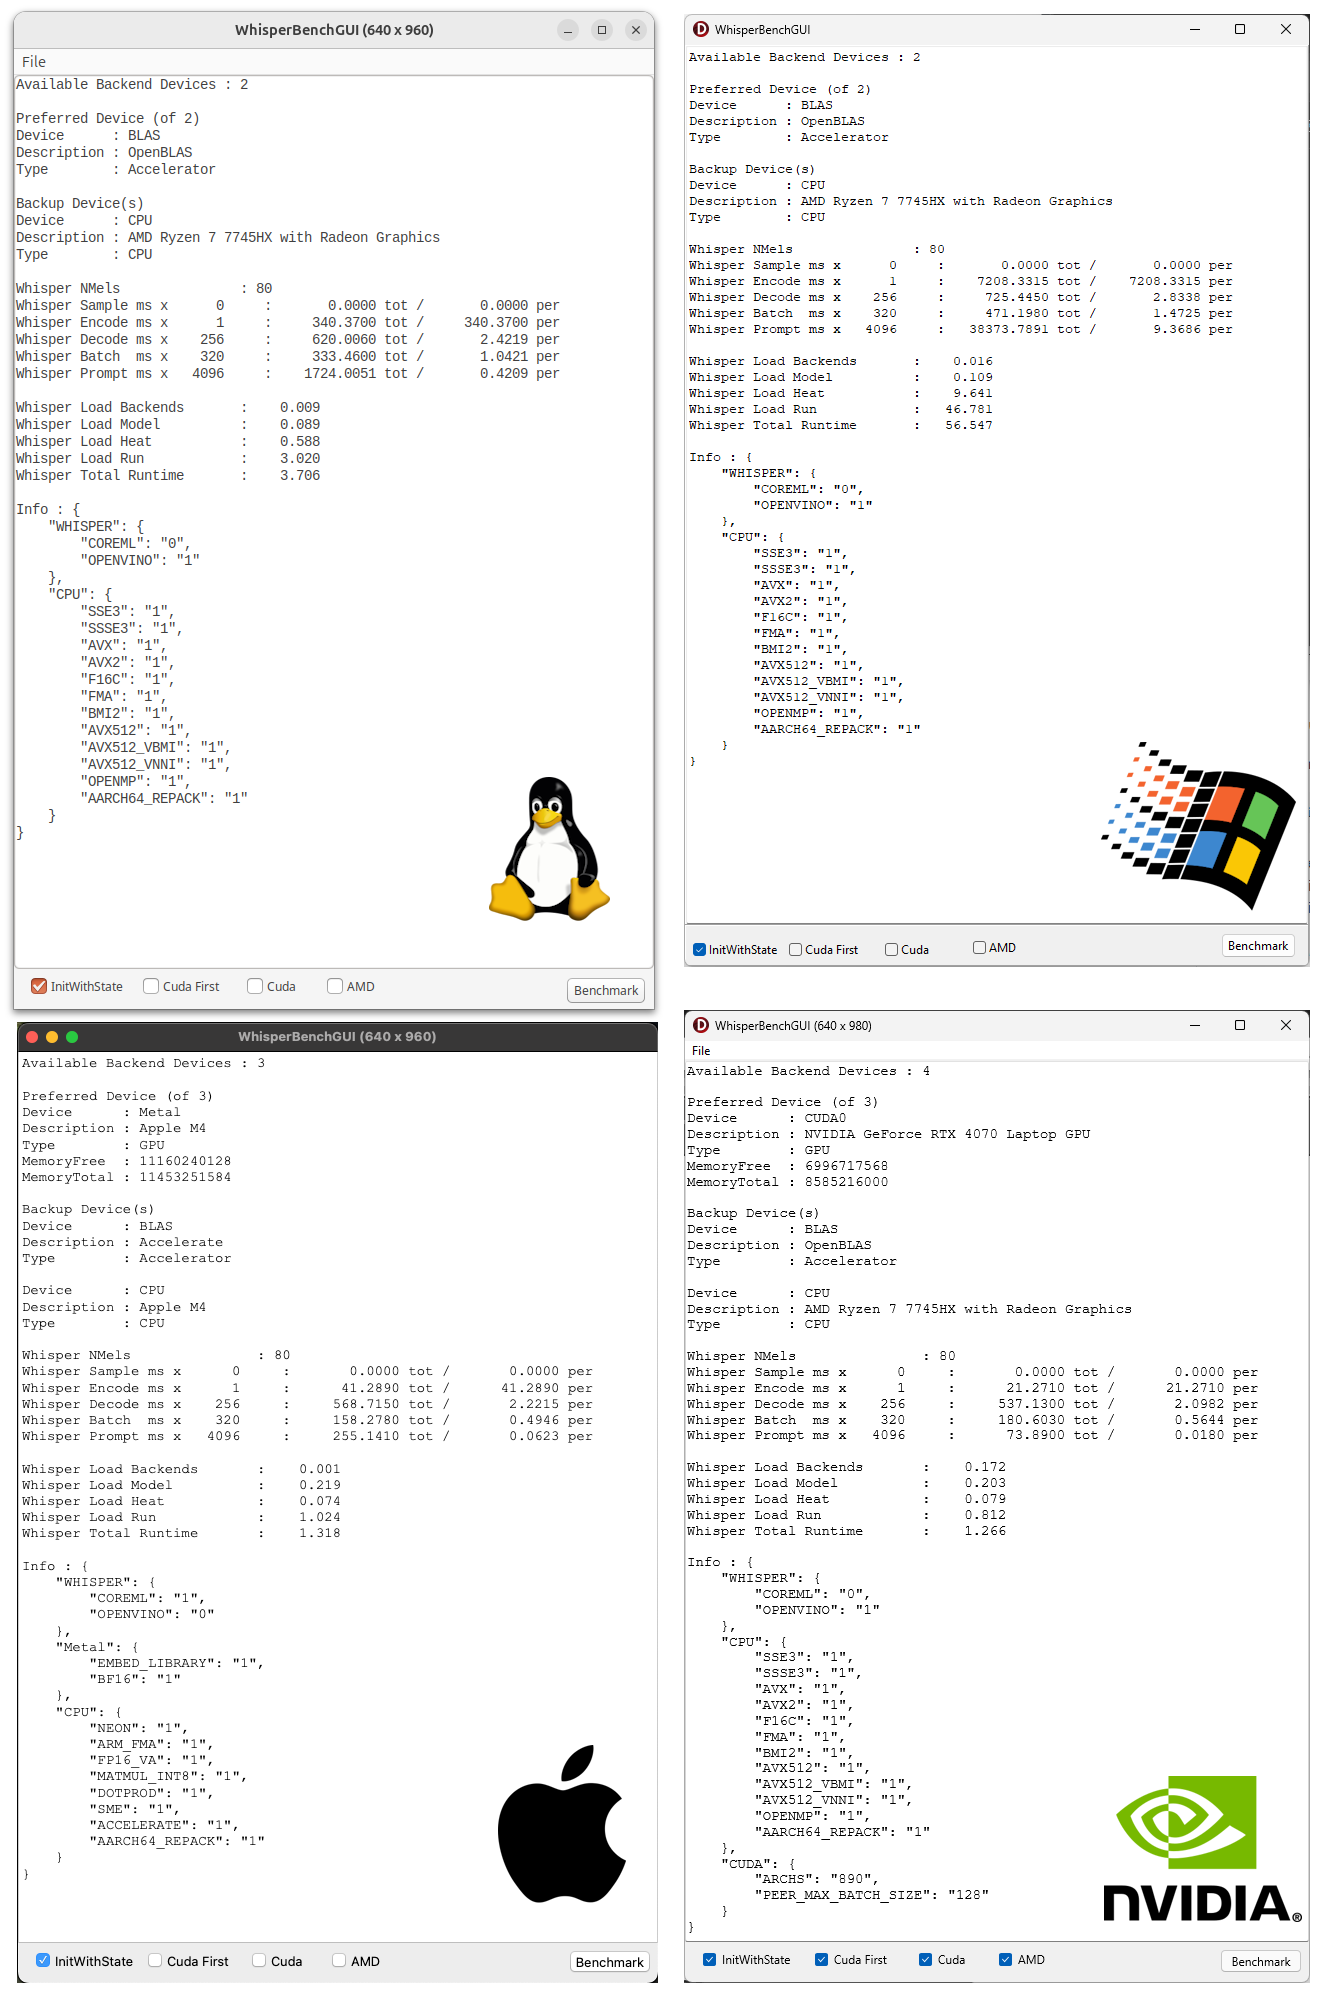 WhisperBenchGUI (640 x 960)
File
Available Backend Devices : 2
Preferred Device (of 2)
Device : BLAS
Description : OpenBLAS
Type : Accelerator
Backup Device(s)
Device : CPU
Description : AMD Ryzen 7 7745HX with Radeon Graphics
Type : CPU
Whisper NMels : 80
Whisper Sample ms x 0 : 0.0000 tot / 0.0000 per
Whisper Encode ms x 1 : 340.3700 tot / 340.3700 per
Whisper Decode ms x 256 : 620.0060 tot / 2.4219 per
Whisper Batch ms x 320 : 333.4600 tot / 1.0421 per
Whisper Prompt ms x 4096 : 1724.0051 tot / 0.4209 per
Whisper Load Backends : 0.009
Whisper Load Model : 0.089
Whisper Load Heat : 0.588
Whisper Load Run : 3.020
Whisper Total Runtime : 3.706
Info : {
"WHISPER": {
"COREML": "0",
"OPENVINO": "1"
},
"CPU": {
"SSE3": "1",
"SSSE3": "1",
"AVX": "1",
"AVX2": "1",
"F16C": "1",
"FMA": "1",
"BMI2": "1",
"AVX512": "1",
"AVX512_VBMI": "1",
"AVX512_VNNI": "1",
"OPENMP": "1",
"AARCH64_REPACK": "1"
}
}
InitWithState Cuda First Cuda AMD Benchmark
WhisperBenchGUI
Available Backend Devices : 2
Preferred Device (of 2)
Device : BLAS
Description : OpenBLAS
Type : Accelerator
Backup Device(s)
Device : CPU
Description : AMD Ryzen 7 7745HX with Radeon Graphics
Type : CPU
Whisper NMels : 80
Whisper Sample ms x 0 : 0.0000 tot / 0.0000 per
Whisper Encode ms x 1 : 7208.3315 tot / 7208.3315 per
Whisper Decode ms x 256 : 725.4450 tot / 2.8338 per
Whisper Batch ms x 320 : 471.1980 tot / 1.4725 per
Whisper Prompt ms x 4096 : 38373.7891 tot / 9.3686 per
Whisper Load Backends : 0.016
Whisper Load Model : 0.109
Whisper Load Heat : 9.641
Whisper Load Run : 46.781
Whisper Total Runtime : 56.547
Info : {
"WHISPER": {
"COREML": "0",
"OPENVINO": "1"
},
"CPU": {
"SSE3": "1",
"SSSE3": "1",
"AVX": "1",
"AVX2": "1",
"F16C": "1",
"FMA": "1",
"BMI2": "1",
"AVX512": "1",
"AVX512_VBMI": "1",
"AVX512_VNNI": "1",
"OPENMP": "1",
"AARCH64_REPACK": "1"
}
}
InitWithState Cuda First Cuda AMD Benchmark
WhisperBenchGUI (640 x 960)
Available Backend Devices : 3
Preferred Device (of 3)
Device : Metal
Description : Apple M4
Type : GPU
MemoryFree : 11160240128
MemoryTotal : 11453251584
Backup Device(s)
Device : BLAS
Description : Accelerate
Type : Accelerator
Device : CPU
Description : Apple M4
Type : CPU
Whisper NMels : 80
Whisper Sample ms x 0 : 0.0000 tot / 0.0000 per
Whisper Encode ms x 1 : 41.2890 tot / 41.2890 per
Whisper Decode ms x 256 : 568.7150 tot / 2.2215 per
Whisper Batch ms x 320 : 158.2780 tot / 0.4946 per
Whisper Prompt ms x 4096 : 255.1410 tot / 0.0623 per
Whisper Load Backends : 0.001
Whisper Load Model : 0.219
Whisper Load Heat : 0.074
Whisper Load Run : 1.024
Whisper Total Runtime : 1.318
Info : {
"WHISPER": {
"COREML": "1",
"OPENVINO": "0"
},
"Metal": {
"EMBED_LIBRARY": "1",
"BF16": "1"
},
"CPU": {
"NEON": "1",
"ARM_FMA": "1",
"FP16_VA": "1",
"MATMUL_INT8": "1",
"DOTPROD": "1",
"SME": "1",
"ACCELERATE": "1",
"AARCH64_REPACK": "1"
}
}
InitWithState Cuda First Cuda AMD Benchmark
WhisperBenchGUI (640 x 980)
File
Available Backend Devices : 4
Preferred Device (of 3)
Device : CUDA0
Description : NVIDIA GeForce RTX 4070 Laptop GPU
Type : GPU
MemoryFree : 6996717568
MemoryTotal : 8585216000
Backup Device(s)
Device : BLAS
Description : OpenBLAS
Type : Accelerator
Device : CPU
Description : AMD Ryzen 7 7745HX with Radeon Graphics
Type : CPU
Whisper NMels : 80
Whisper Sample ms x 0 : 0.0000 tot / 0.0000 per
Whisper Encode ms x 1 : 21.2710 tot / 21.2710 per
Whisper Decode ms x 256 : 537.1300 tot / 2.0982 per
Whisper Batch ms x 320 : 180.6030 tot / 0.5644 per
Whisper Prompt ms x 4096 : 73.8900 tot / 0.0180 per
Whisper Load Backends : 0.172
Whisper Load Model : 0.203
Whisper Load Heat : 0.079
Whisper Load Run : 0.812
Whisper Total Runtime : 1.266
Info : {
"WHISPER": {
"COREML": "0",
"OPENVINO": "1"
},
"CPU": {
"SSE3": "1",
"SSSE3": "1",
"AVX": "1",
"AVX2": "1",
"F16C": "1",
"FMA": "1",
"BMI2": "1",
"AVX512": "1",
"AVX512_VBMI": "1",
"AVX512_VNNI": "1",
"OPENMP": "1",
"AARCH64_REPACK": "1"
},
"CUDA": {
"ARCHS": "890",
"PEER_MAX_BATCH_SIZE": "128"
}
}
NVIDIA®
InitWithState Cuda First Cuda AMD Benchmark